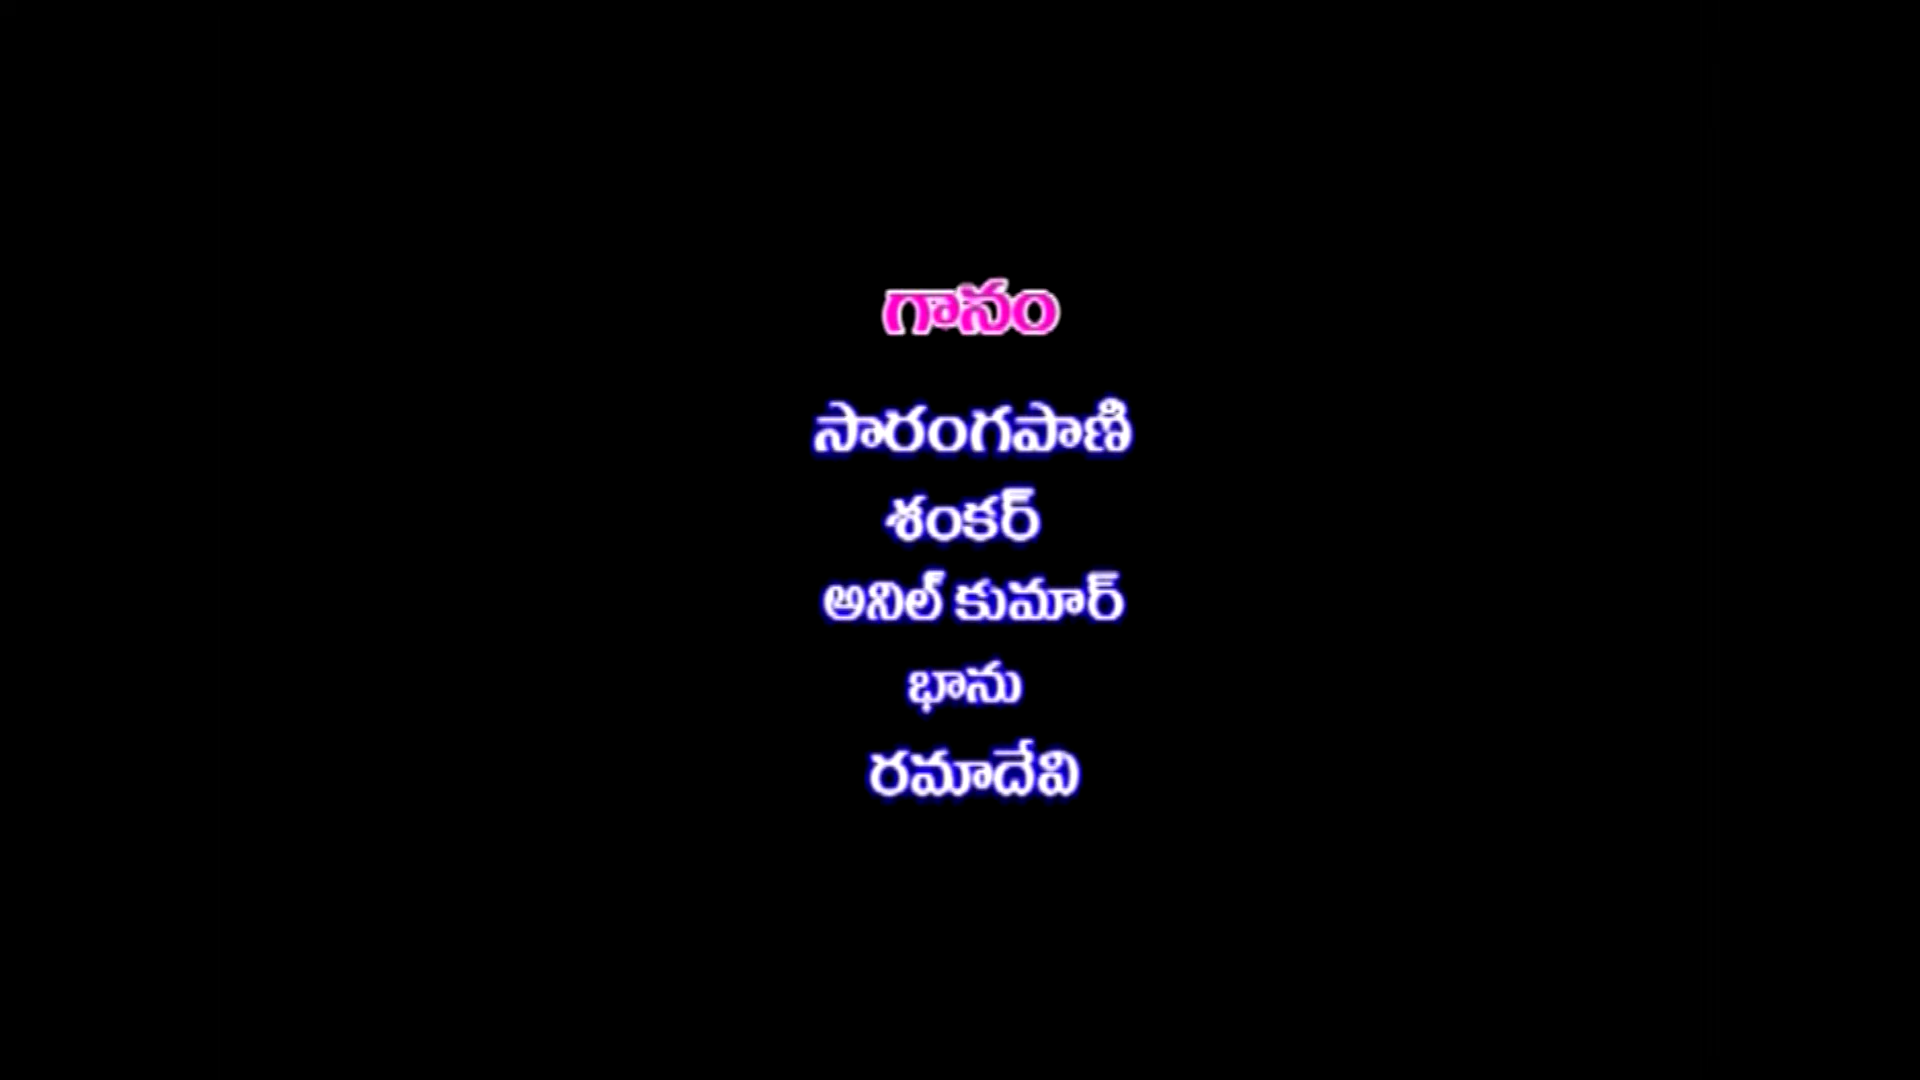 గానం
సారంగపాణి
శంకర్
అనిల్ కుమార్
భాను
రమాదేవి